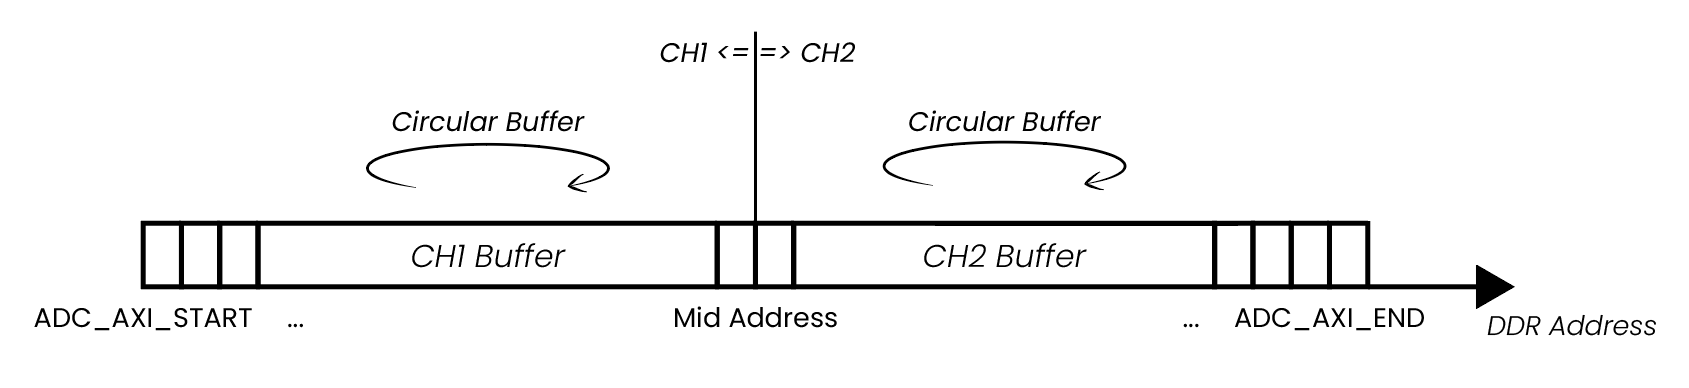 CH1 <= => CH2
Circular Buffer
Circular Buffer
CH1 Buffer
CH2 Buffer
ADC_AXI_START
...
Mid Address
...
ADC_AXI_END
DDR Address